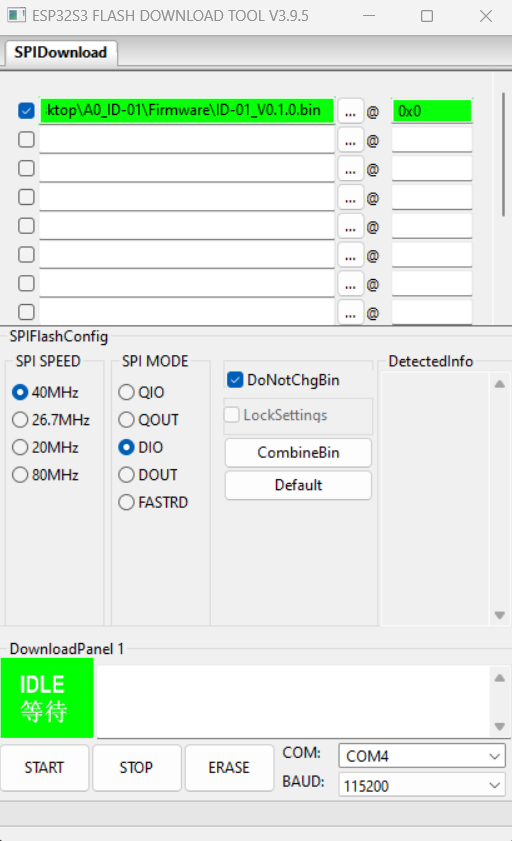 ESP32S3 FLASH DOWNLOAD TOOL V3.9.5
SPIDownload
ktop\A0_ID-01\Firmware\ID-01_V0.1.0.bin ... @ 0x0
... @
... @
... @
... @
... @
... @
... @
SPIFlashConfig
SPI SPEED
40MHz
26.7MHz
20MHz
80MHz
SPI MODE
QIO
QOUT
DIO
DOUT
FASTRD
DoNotChgBin
LockSettings
CombineBin
Default
DetectedInfo
DownloadPanel 1
IDLE
等待
START STOP ERASE
COM: COM4
BAUD: 115200